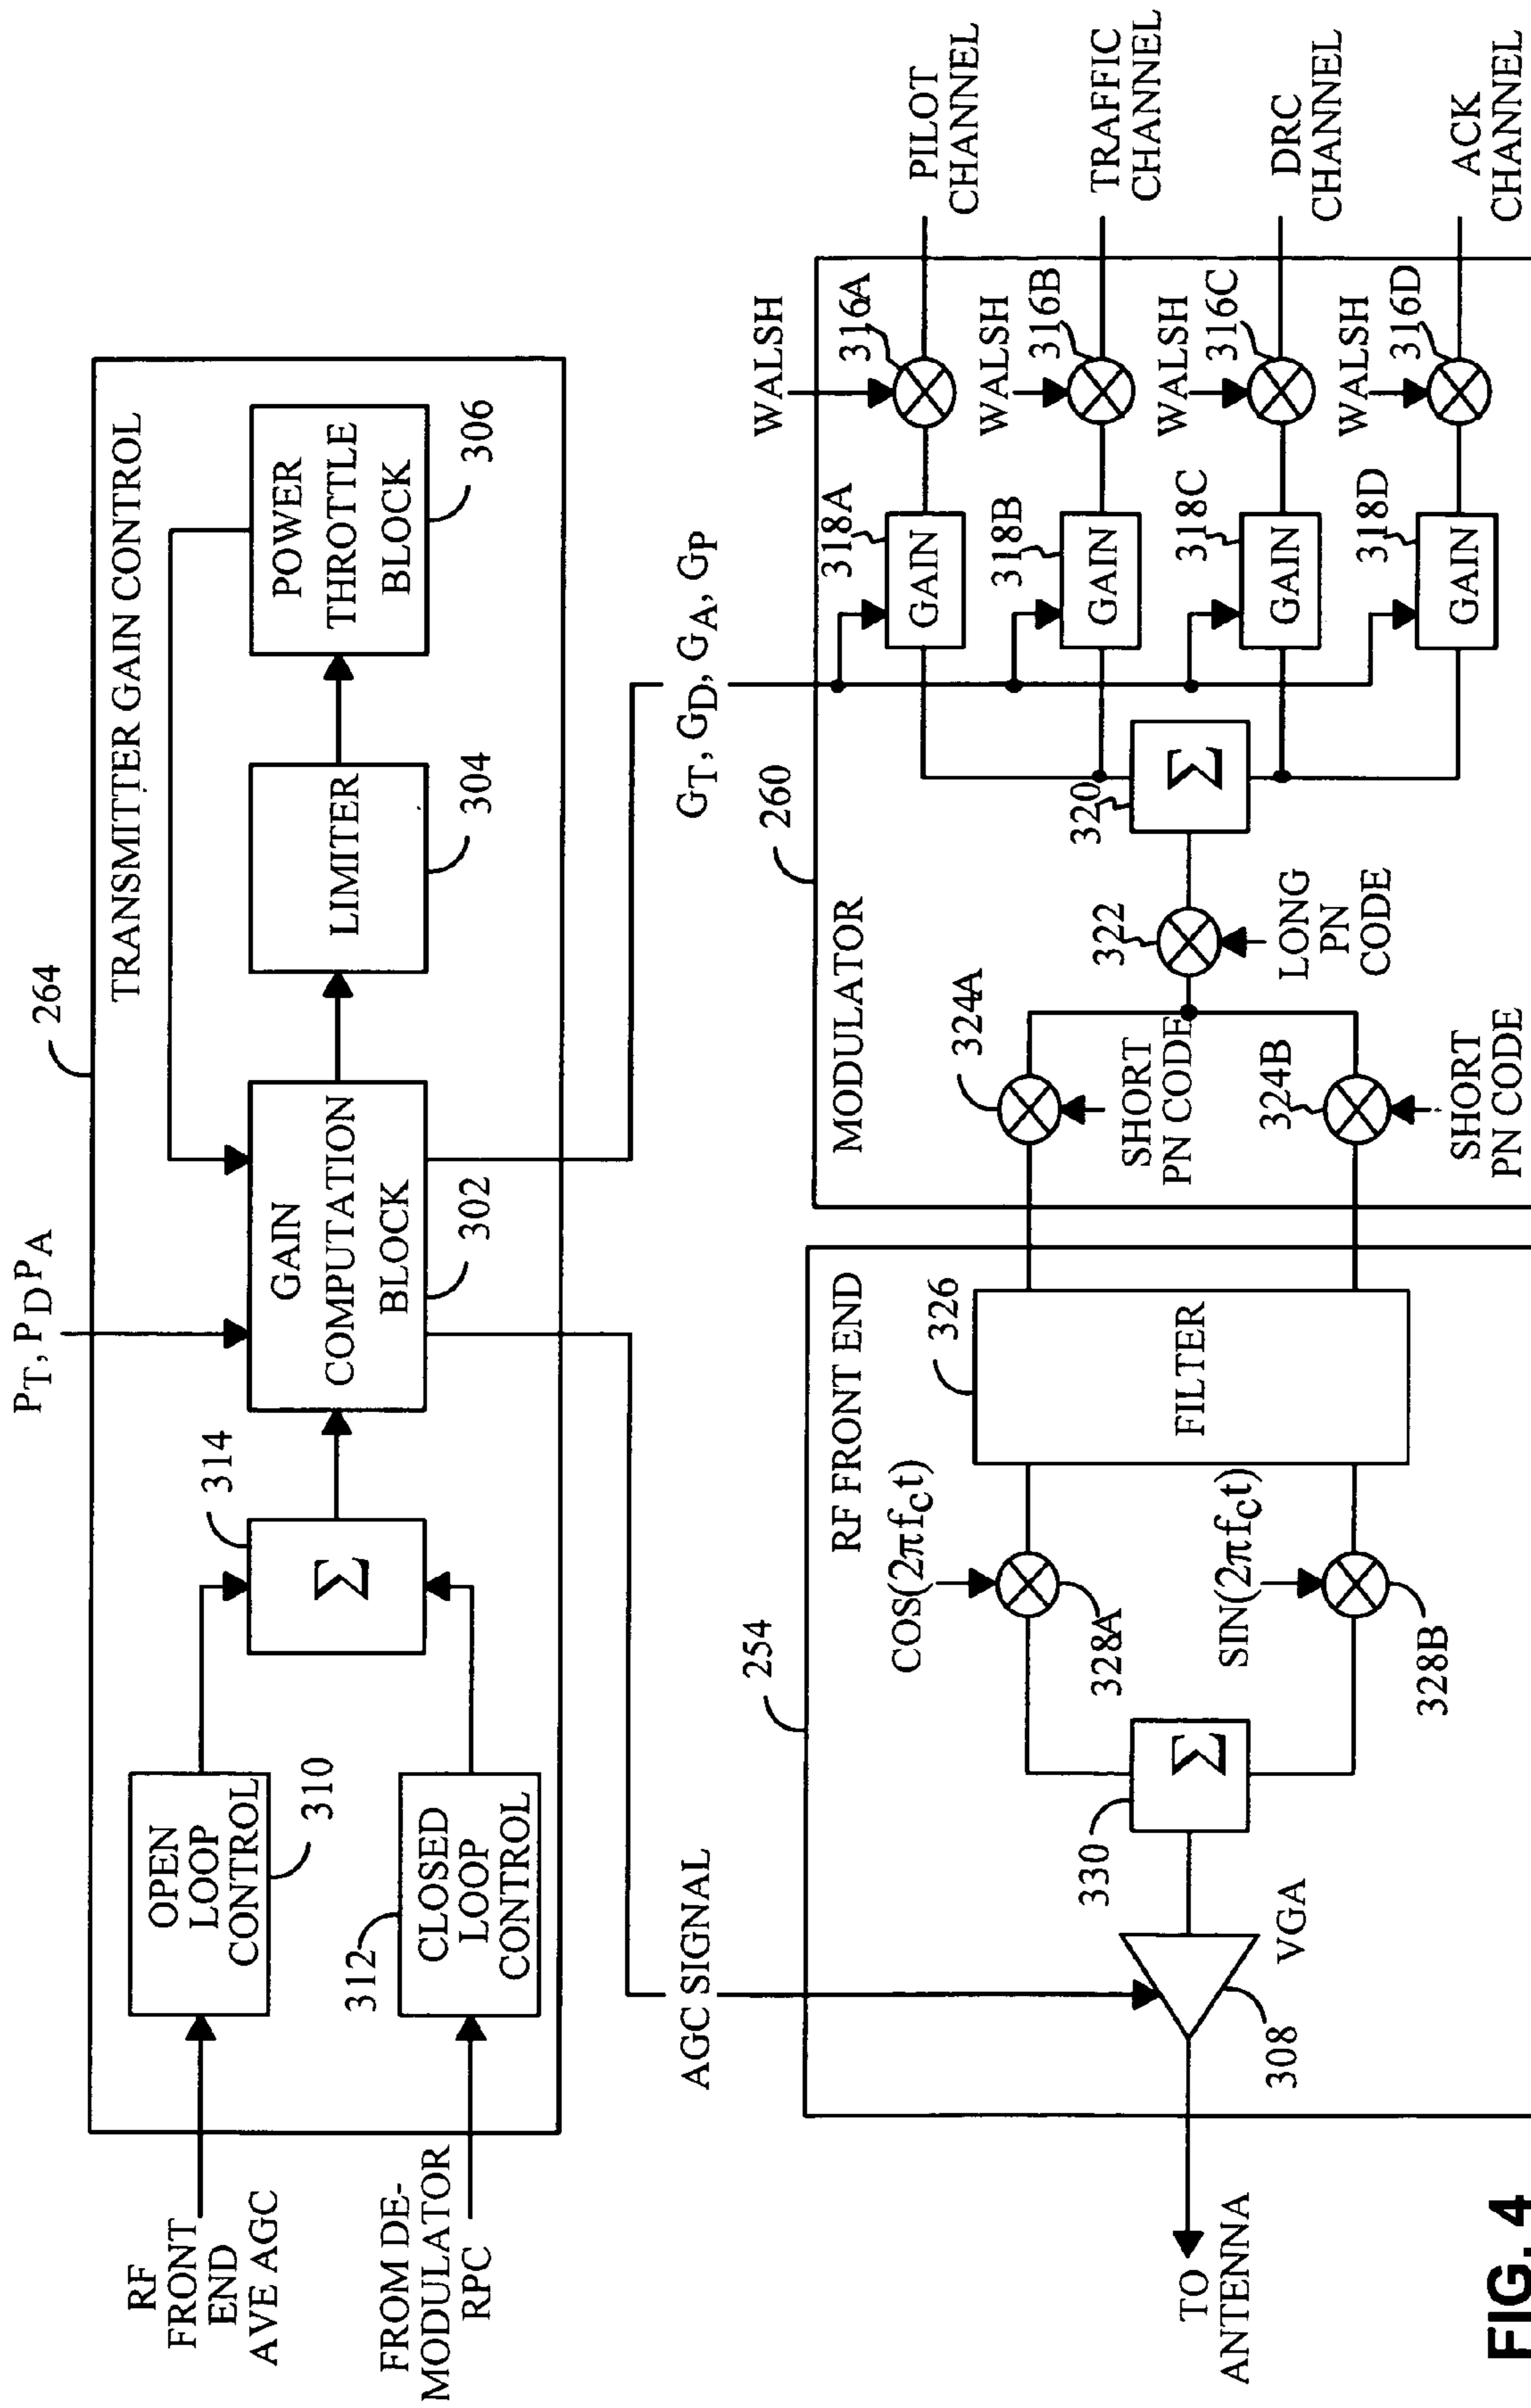 264
TRANSMITTER GAIN CONTROL
RF
FRONT
END
AVE AGC
FROM DE-
MODULATOR
RPC
OPEN
LOOP
CONTROL
310
312
CLOSED
LOOP
CONTROL
314
Σ
PT, PD PA
GAIN
COMPUTATION
BLOCK
302
LIMITER
304
POWER
THROTTLE
BLOCK
306
AGC SIGNAL
GT, GD, GA, GP
254
RF FRONT END
TO
ANTENNA
308
VGA
330
Σ
COS(2πfct)
328A
SIN(2πfct)
328B
326
FILTER
260
MODULATOR
324A
SHORT
PN CODE
324B
SHORT
PN CODE
322
LONG
PN
CODE
320
Σ
318A
GAIN
318B
GAIN
318C
GAIN
318D
GAIN
WALSH
316A
WALSH
316B
WALSH
316C
WALSH
316D
PILOT
CHANNEL
TRAFFIC
CHANNEL
DRC
CHANNEL
ACK
CHANNEL
FIG. 4